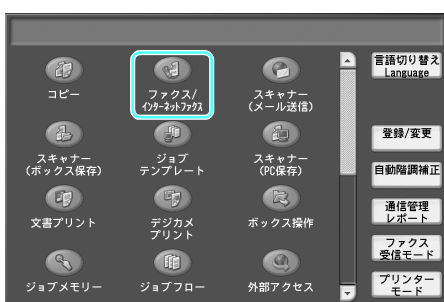 コピー
ファクス/
インターネットファクス
スキャナー
(メール送信)
言語切り替え
Language
スキャナー
(ボックス保存)
ジョブ
テンプレート
スキャナー
(PC保存)
登録/変更
自動階調補正
文書プリント
デジカメ
プリント
ボックス操作
通信管理
レポート
ファクス
受信モード
ジョブメモリー
ジョブフロー
外部アクセス
プリンター
モード